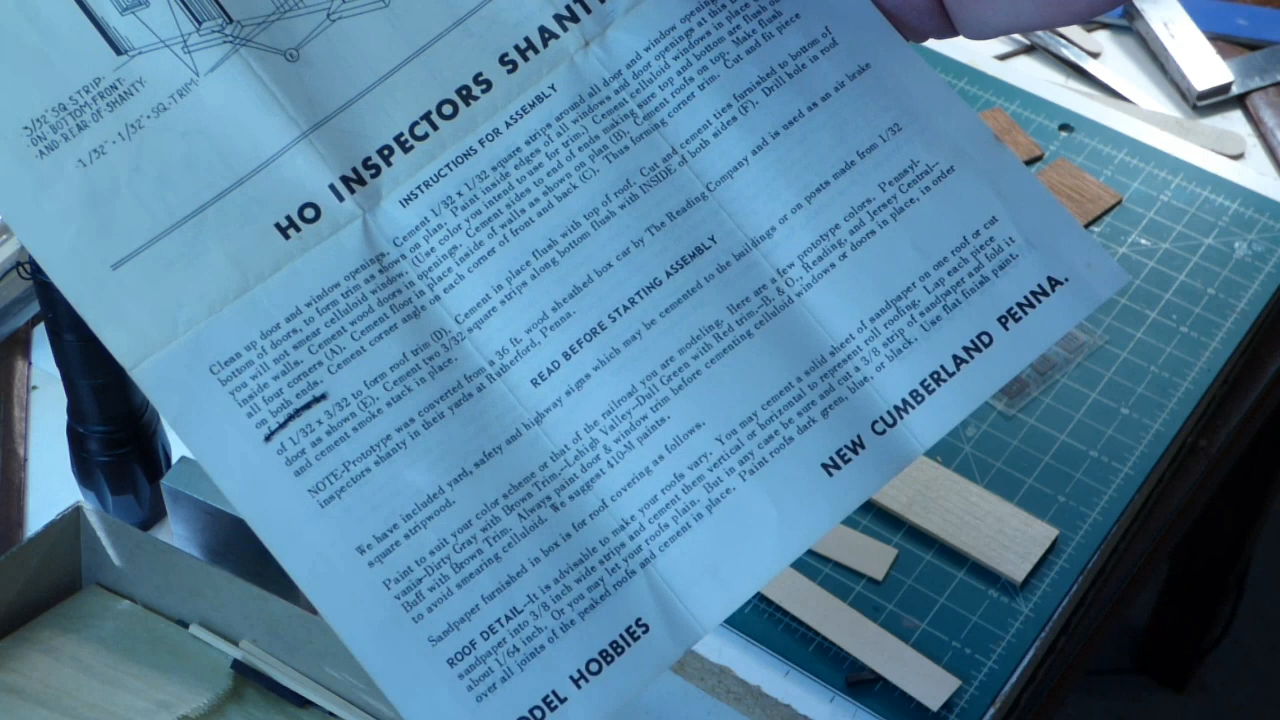 3/32 SQ. STRIP-
ON BOTTOM FRONT.
AND REAR OF SHANTY.
1/32" · 1/32" · SQ. TRIM.
HO INSPECTORS SHANT
INSTRUCTIONS FOR ASSEMBLY
Clean up door and window openings. Cement 1/32 x 1/32 square strips around all door and window opening
bottom of doors, to form trim as shown on plan. Paint inside edges of all windows and door openings at this
you will not smear celluloid window. (Use color you intend to use for trim.) Cement celluloid windows in place
inside walls. Cement wood doors in openings. Cement sides to end of ends making sure top and bottom are flush
all four corners (A). Cement floor in place inside of walls as shown on plan (B). Cement roofs on top. Make flush
on both ends. Cement corner angle on each corner of front and back (C). Thus forming corner trim. Cut and fit piece
of 1/32 x 3/32 to form roof trim (D). Cement in place flush with top of roof. Cut and cement ties furnished to bottom of
door as shown (E). Cement two 3/32 square strips along bottom flush with INSIDE of both sides (F). Drill hole in roof
and cement smoke stack in place.
NOTE-Prototype was converted from a 36 ft. wood sheathed box car by The Reading Company and is used as an air brake
inspectors shanty in their yards at Rutherford, Penna.
READ BEFORE STARTING ASSEMBLY
We have included yard, safety and highway signs which may be cemented to the buildings or on posts made from 1/32
square stripwood.
Paint to suit your color scheme or that of the railroad you are modeling. Here are a few prototype colors. Pennsyl-
vania-Dirty Gray with Brown Trim,-Lehigh Valley-Dull Green with Red trim,-B. & O., Reading, and Jersey Central-
Buff with Brown Trim. Always paint door & window trim before cementing celluloid windows or doors in place, in order
to avoid smearing celluloid. We suggest 410-M paints.
Sandpaper furnished in box is for roof covering as follows.
ROOF DETAIL-It is advisable to make your roofs vary. You may cement a solid sheet of sandpaper on one roof or cut
sandpaper into 3/8 inch wide strips and cement them vertical or horizontal to represent roll roofing. Lap each piece
about 1/64 inch. Or you may let your roofs plain. But in any case be sure and cut a 3/8 strip of sandpaper and fold it
over all joints of the peaked roofs and cement in place. Paint roofs dark green, blue, or black. Use flat finish paint.
ODEL HOBBIES
NEW CUMBERLAND PENNA.